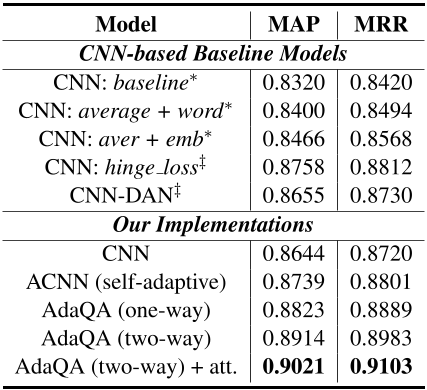 Model MAP MRR
CNN-based Baseline Models
CNN: baseline* 0.8320 0.8420
CNN: average + word* 0.8400 0.8494
CNN: aver + emb* 0.8466 0.8568
CNN: hinge_loss‡ 0.8758 0.8812
CNN-DAN‡ 0.8655 0.8730
Our Implementations
CNN 0.8644 0.8720
ACNN (self-adaptive) 0.8739 0.8801
AdaQA (one-way) 0.8823 0.8889
AdaQA (two-way) 0.8914 0.8983
AdaQA (two-way) + att. 0.9021 0.9103